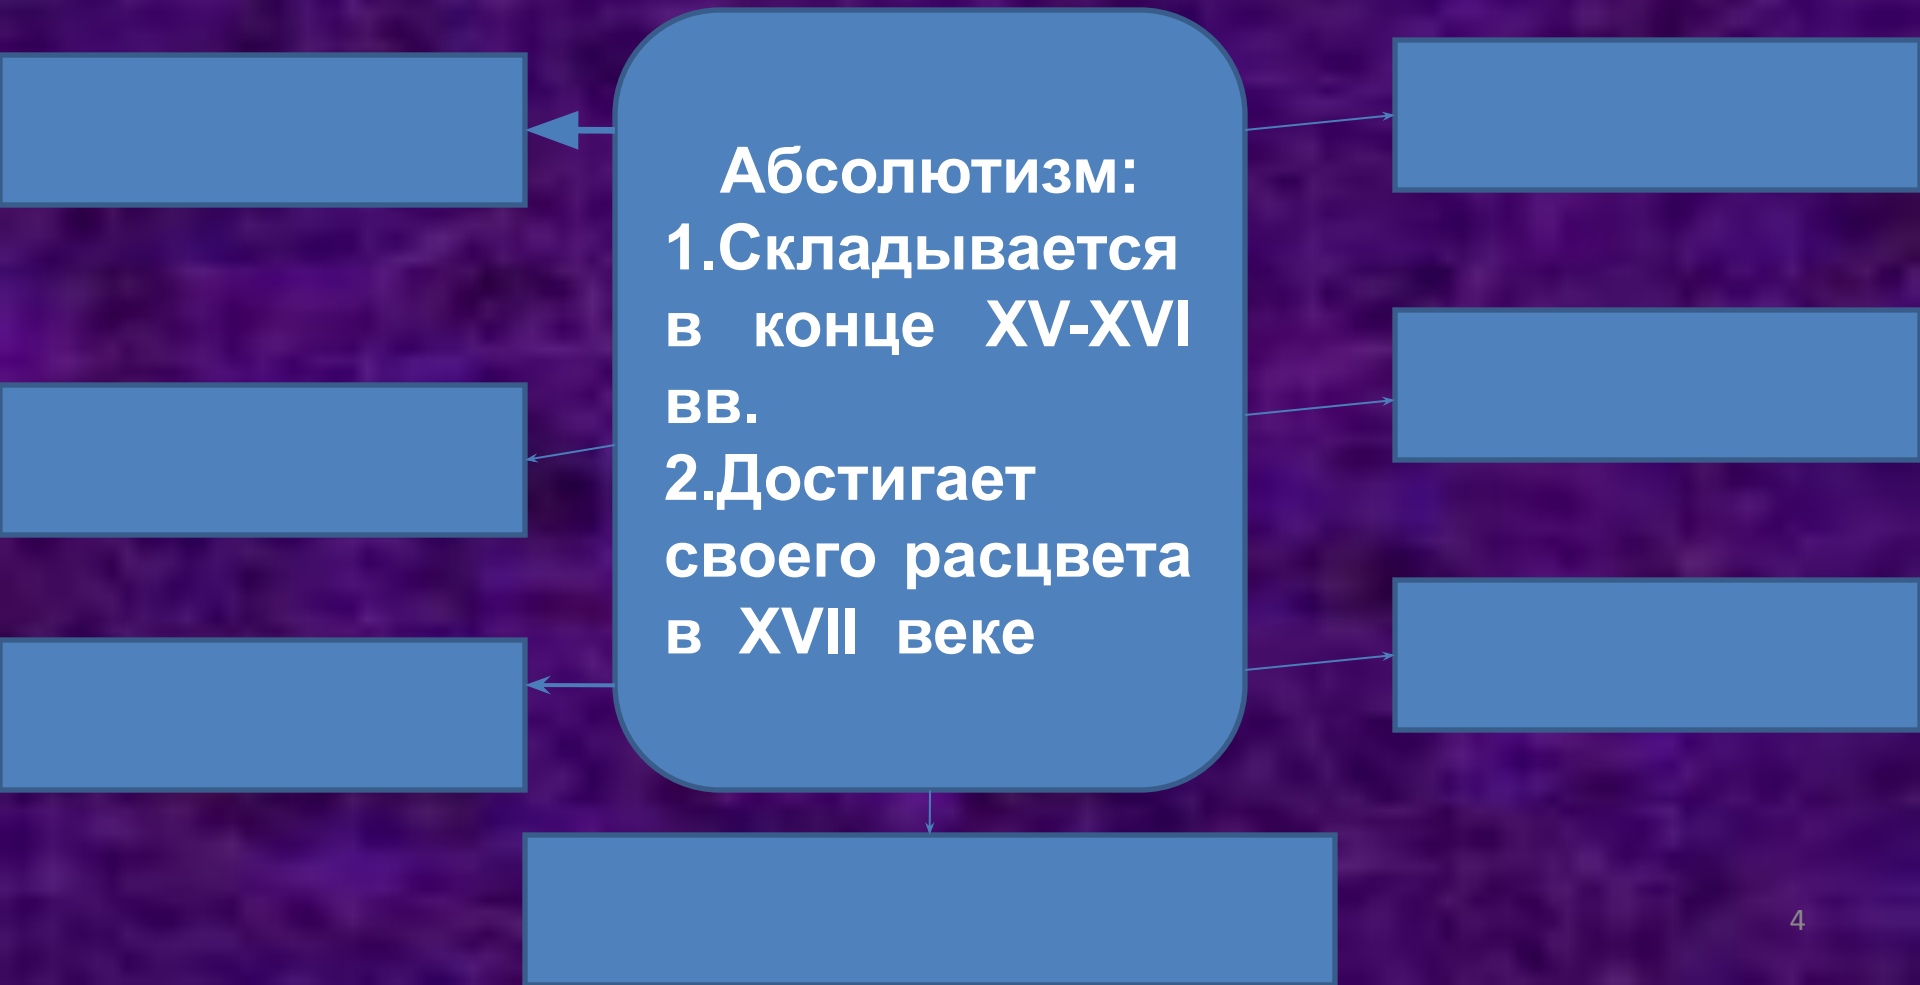 Абсолютизм:
1.Складывается
в конце XV-XVI
вв.
2.Достигает
своего расцвета
в XVII веке
4